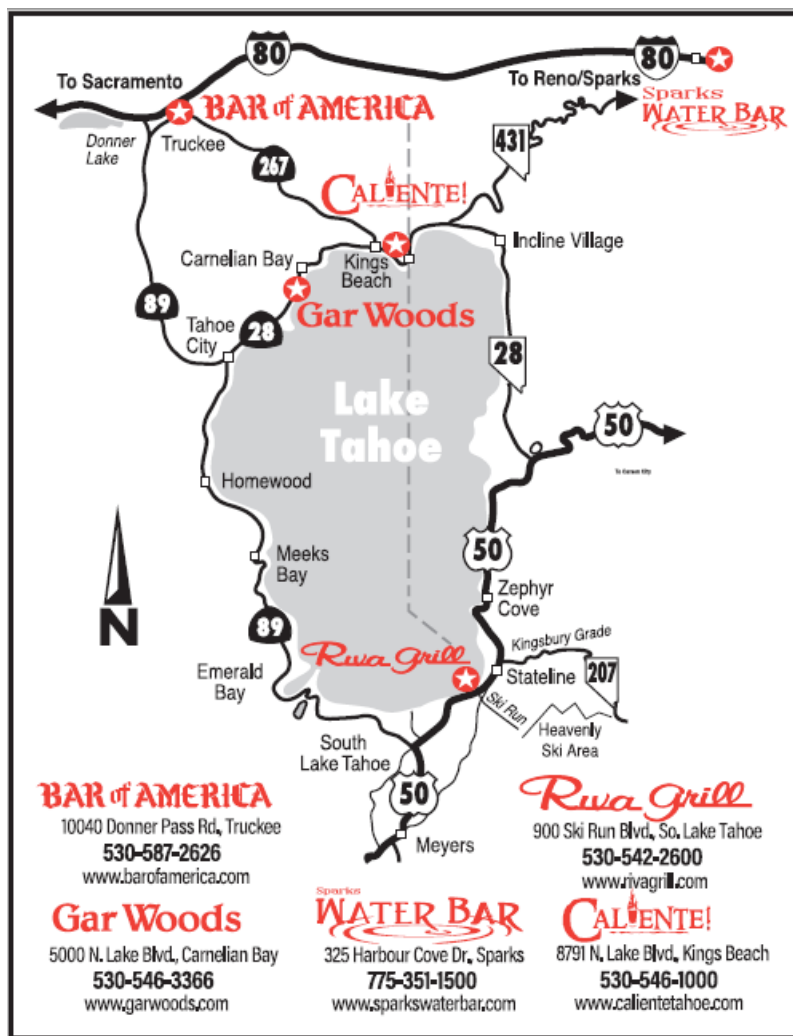 80
80
To Sacramento
To Reno/Sparks
Sparks
WATER BAR
BAR of AMERICA
Donner
Lake
Truckee
431
267
CALIENTE!
Incline Village
Carnelian Bay
Kings
Beach
Gar Woods
89
Tahoe
City
28
28
Lake
Tahoe
50
To Carson City
Homewood
N
Meeks
Bay
50
Zephyr
Cove
89
Kingsbury Grade
Riva Grill
Stateline
207
Emerald
Bay
Ski Run
Heavenly
Ski Area
South
Lake Tahoe
50
Meyers
BAR of AMERICA
10040 Donner Pass Rd., Truckee
530-587-2626
www.barofamerica.com
Riva Grill
900 Ski Run Blvd., So. Lake Tahoe
530-542-2600
www.rivagrill.com
Gar Woods
5000 N. Lake Blvd., Carnelian Bay
530-546-3366
www.garwoods.com
Sparks
WATER BAR
325 Harbour Cove Dr., Sparks
775-351-1500
www.sparkswaterbar.com
CALIENTE!
8791 N. Lake Blvd., Kings Beach
530-546-1000
www.calientetahoe.com